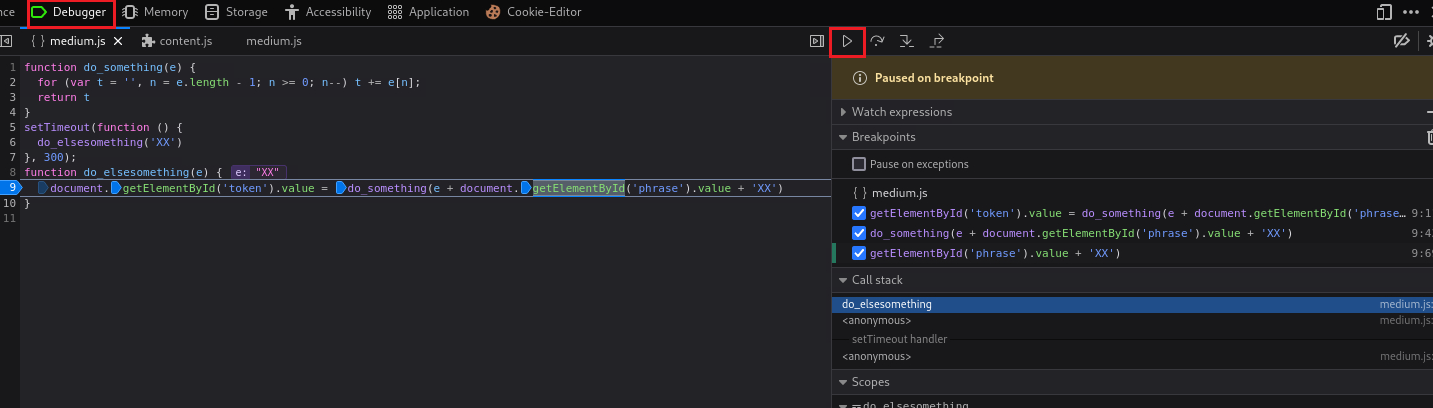 nce Debugger Memory Storage Accessibility Application Cookie-Editor
{ } medium.js content.js medium.js
1 function do_something(e) {
2 for (var t = '', n = e.length - 1; n >= 0; n--) t += e[n];
3 return t
4 }
5 setTimeout(function () {
6 do_elsesomething('XX')
7 }, 300);
8 function do_elsesomething(e) { e: "XX"
9 document.getElementById('token').value = do_something(e + document.getElementById('phrase').value + 'XX')
10 }
11
Paused on breakpoint
Watch expressions
Breakpoints
Pause on exceptions
{ } medium.js
getElementById('token').value = do_something(e + document.getElementById('phrase… 9:1
do_something(e + document.getElementById('phrase').value + 'XX') 9:4
getElementById('phrase').value + 'XX') 9:6
Call stack
do_elsesomething medium.js:
<anonymous> medium.js:
setTimeout handler
<anonymous> medium.js:
Scopes
do_elsesomething